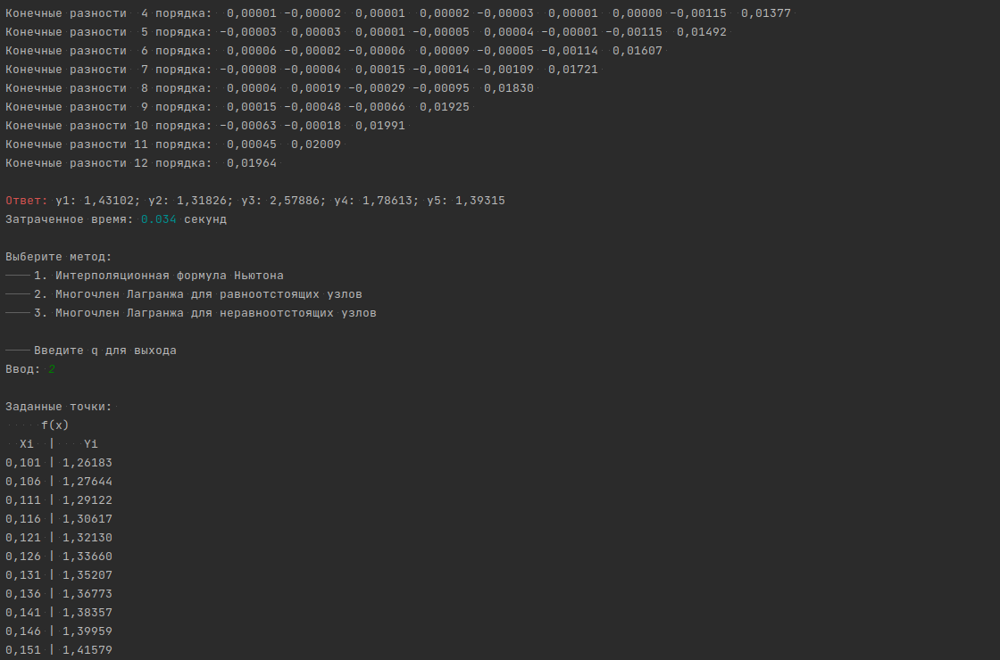 Конечные разности  4 порядка:  0,00001 −0,00002  0,00001  0,00002 −0,00003  0,00001  0,00000 −0,00115  0,01377
Конечные разности  5 порядка: −0,00003  0,00003  0,00001 −0,00005  0,00004 −0,00001 −0,00115  0,01492
Конечные разности  6 порядка:  0,00006 −0,00002 −0,00006  0,00009 −0,00005 −0,00114  0,01607
Конечные разности  7 порядка: −0,00008 −0,00004  0,00015 −0,00014 −0,00109  0,01721
Конечные разности  8 порядка:  0,00004  0,00019 −0,00029 −0,00095  0,01830
Конечные разности  9 порядка:  0,00015 −0,00048 −0,00066  0,01925
Конечные разности 10 порядка: −0,00063 −0,00018  0,01991
Конечные разности 11 порядка:  0,00045  0,02009
Конечные разности 12 порядка:  0,01964
Ответ: y1: 1,43102; y2: 1,31826; y3: 2,57886; y4: 1,78613; y5: 1,39315
Затраченное время: 0.034 секунд
Выберите метод:
1. Интерполяционная формула Ньютона
2. Многочлен Лагранжа для равноотстоящих узлов
3. Многочлен Лагранжа для неравноотстоящих узлов
Введите q для выхода
Ввод: 2
Заданные точки:
f(x)
Xi | Yi
0,101 | 1,26183
0,106 | 1,27644
0,111 | 1,29122
0,116 | 1,30617
0,121 | 1,32130
0,126 | 1,33660
0,131 | 1,35207
0,136 | 1,36773
0,141 | 1,38357
0,146 | 1,39959
0,151 | 1,41579